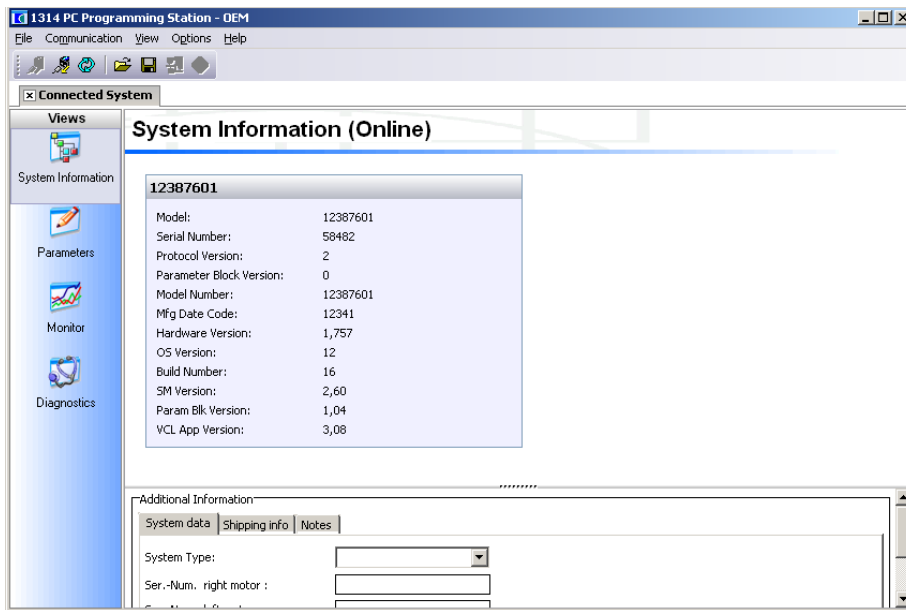 1314 PC Programming Station - OEM
File Communication View Options Help
Connected System
Views
System Information
Parameters
Monitor
Diagnostics
System Information (Online)
12387601
Model: 12387601
Serial Number: 58482
Protocol Version: 2
Parameter Block Version: 0
Model Number: 12387601
Mfg Date Code: 12341
Hardware Version: 1,757
OS Version: 12
Build Number: 16
SM Version: 2,60
Param Blk Version: 1,04
VCL App Version: 3,08
Additional Information
System data Shipping info Notes
System Type:
Ser.-Num. right motor :